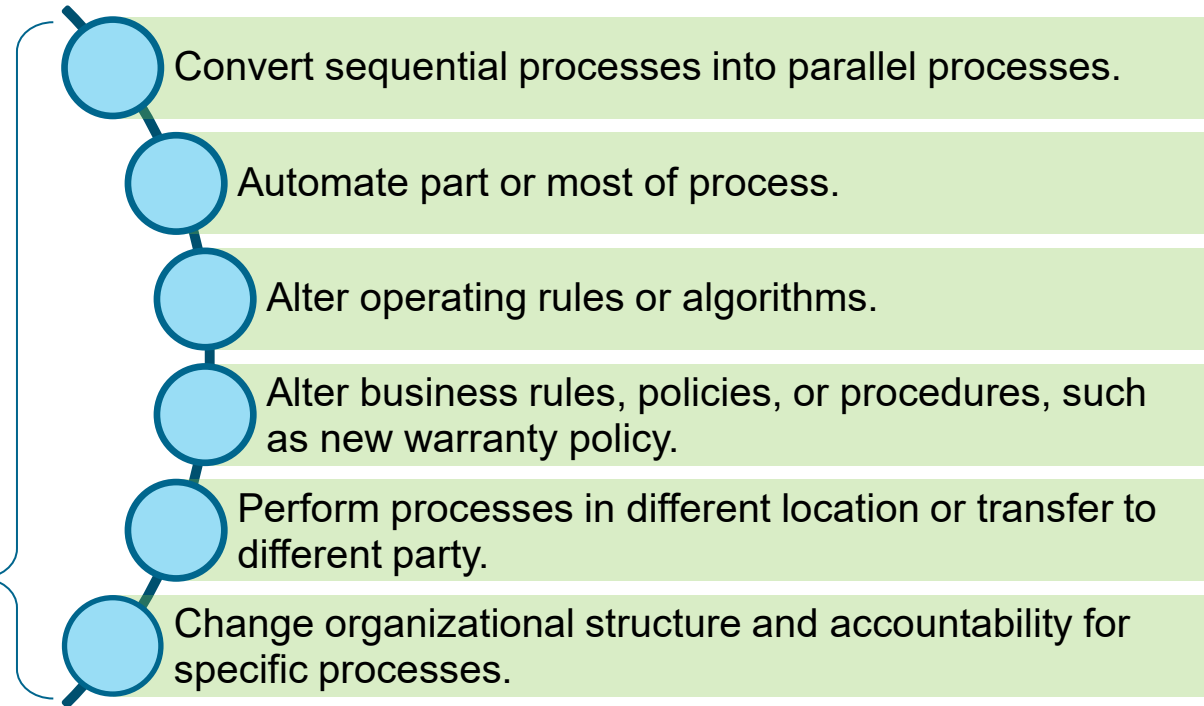 Convert sequential processes into parallel processes.
Automate part or most of process.
Alter operating rules or algorithms.
Alter business rules, policies, or procedures, such
as new warranty policy.
Perform processes in different location or transfer to
different party.
Change organizational structure and accountability for
specific processes.